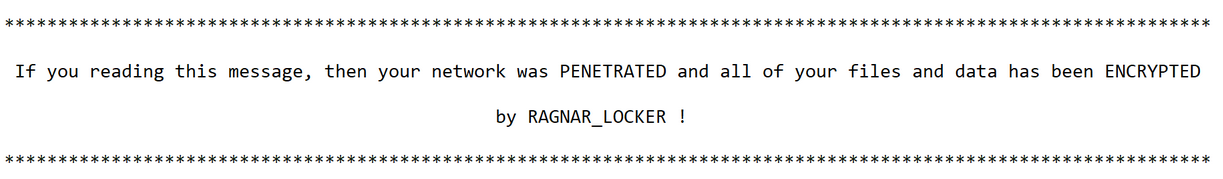 *****************************************************************************************************************
If you reading this message, then your network was PENETRATED and all of your files and data has been ENCRYPTED
by RAGNAR_LOCKER !
*****************************************************************************************************************